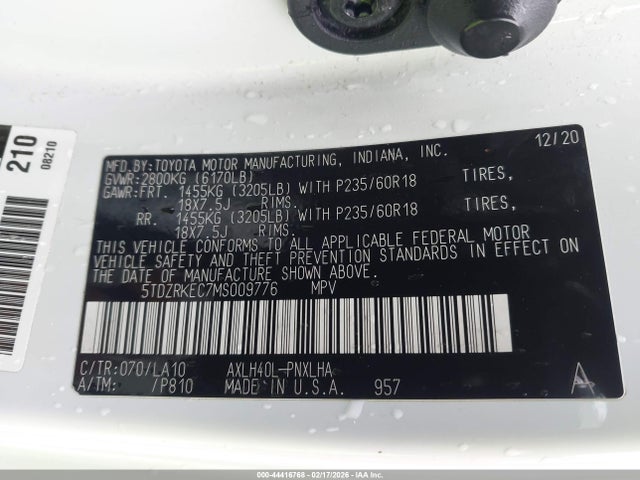 210
08210
MFD.BY:TOYOTA MOTOR MANUFACTURING, INDIANA, INC. 12/20
GVWR:2800KG (6170LB)
GAWR:FRT. 1455KG (3205LB) WITH P235/60R18 TIRES,
18X7.5J RIMS.
RR. 1455KG (3205LB) WITH P235/60R18 TIRES,
18X7.5J RIMS.
THIS VEHICLE CONFORMS TO ALL APPLICABLE FEDERAL MOTOR
VEHICLE SAFETY AND THEFT PREVENTION STANDARDS IN EFFECT ON
THE DATE OF MANUFACTURE SHOWN ABOVE.
5TDZRKEC7MS009776 MPV
C/TR:070/LA10 AXLH40L-PNXLHA
A/TM: /P810 MADE IN U.S.A. 957
000-44416768 - 02/17/2026 - IAAI.COM